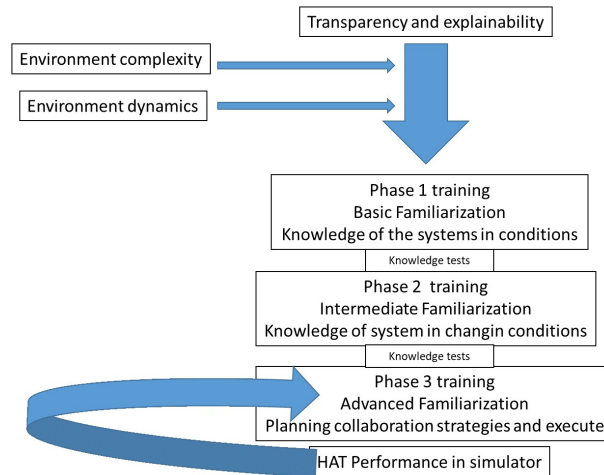 Transparency and explainability
Environment complexity
Environment dynamics
Phase 1 training
Basic Familiarization
Knowledge of the systems in conditions
Knowledge tests
Phase 2 training
Intermediate Familiarization
Knowledge of system in changin conditions
Knowledge tests
Phase 3 training
Advanced Familiarization
Planning collaboration strategies and execute
HAT Performance in simulator